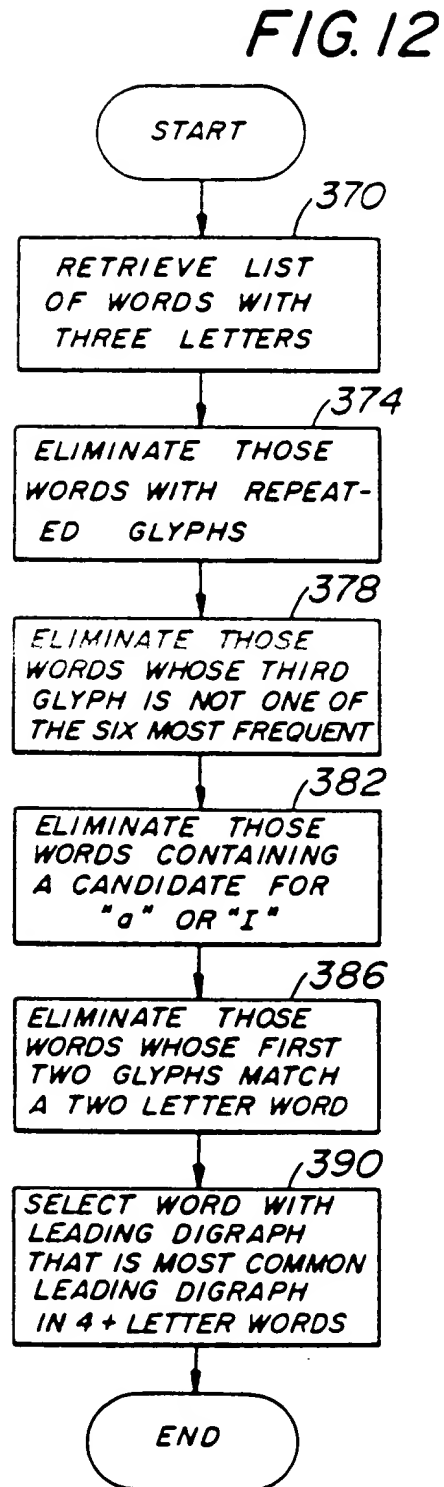 FIG. 12
START
370
RETRIEVE LIST
OF WORDS WITH
THREE LETTERS
374
ELIMINATE THOSE
WORDS WITH REPEAT-
ED GLYPHS
378
ELIMINATE THOSE
WORDS WHOSE THIRD
GLYPH IS NOT ONE OF
THE SIX MOST FREQUENT
382
ELIMINATE THOSE
WORDS CONTAINING
A CANDIDATE FOR
"a" OR "I"
386
ELIMINATE THOSE
WORDS WHOSE FIRST
TWO GLYPHS MATCH
A TWO LETTER WORD
390
SELECT WORD WITH
LEADING DIGRAPH
THAT IS MOST COMMON
LEADING DIGRAPH
IN 4+ LETTER WORDS
END